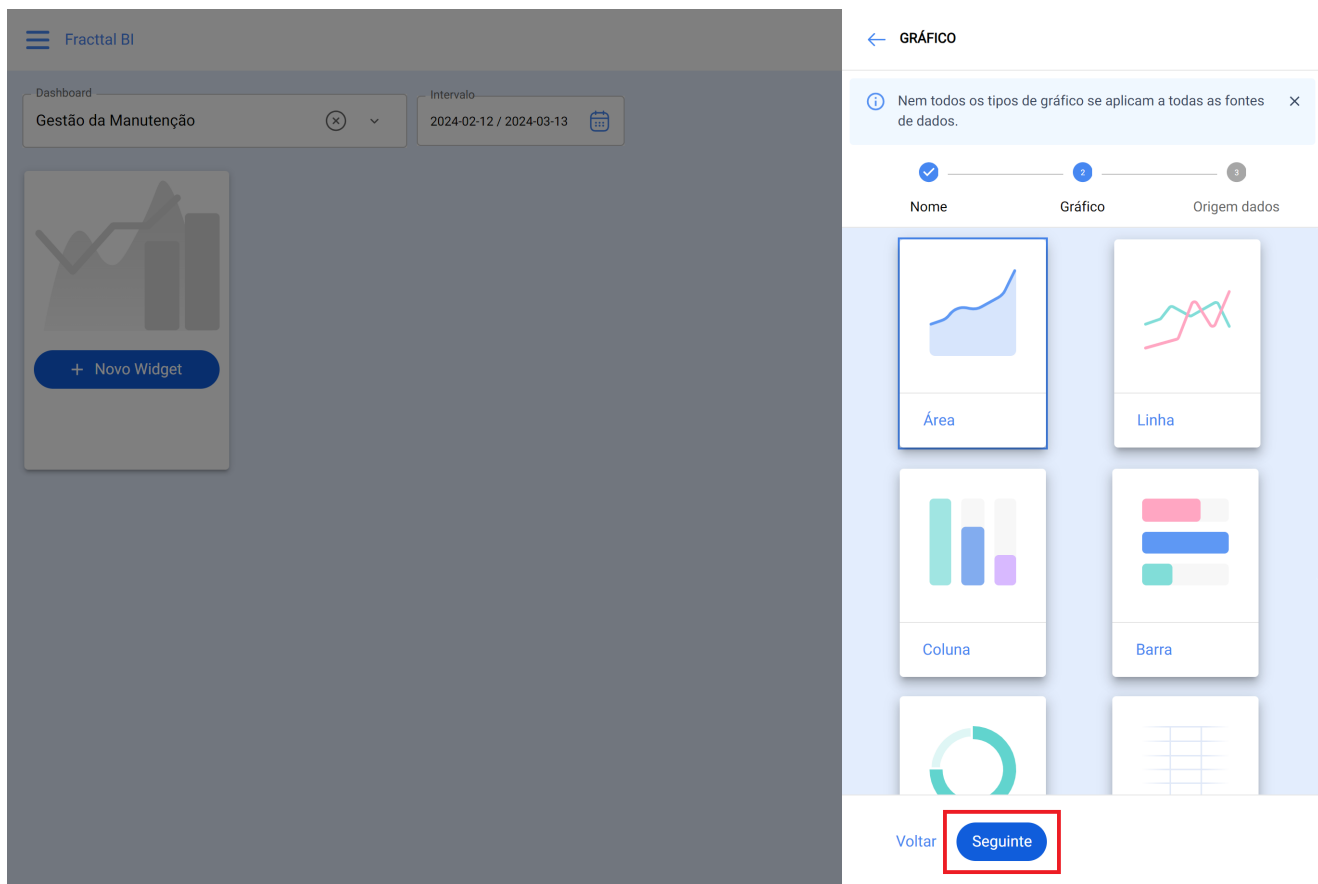 Fracttal BI
Dashboard
Gestão da Manutenção
Intervalo
2024-02-12 / 2024-03-13
+ Novo Widget
GRÁFICO
Nem todos os tipos de gráfico se aplicam a todas as fontes
de dados.
2
3
Nome
Gráfico
Origem dados
Área
Linha
Coluna
Barra
Voltar
Seguinte